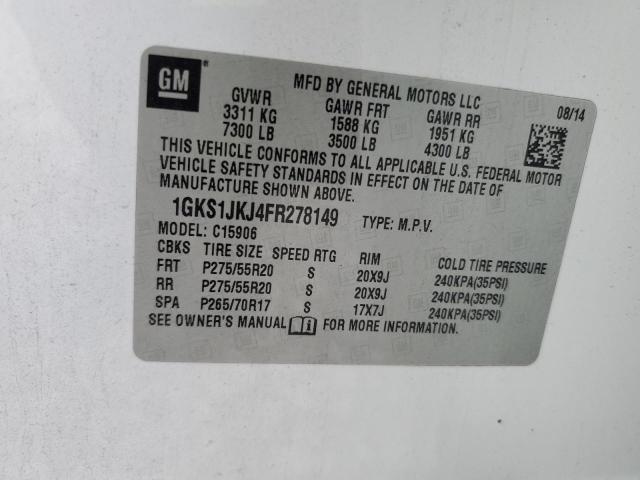 GM ®
MFD BY GENERAL MOTORS LLC
08/14
GVWR GAWR FRT GAWR RR
3311 KG 1588 KG 1951 KG
7300 LB 3500 LB 4300 LB
THIS VEHICLE CONFORMS TO ALL APPLICABLE U.S. FEDERAL MOTOR
VEHICLE SAFETY STANDARDS IN EFFECT ON THE DATE OF
MANUFACTURE SHOWN ABOVE.
1GKS1JKJ4FR278149 TYPE: M.P.V.
MODEL: C15906
CBKS TIRE SIZE SPEED RTG RIM COLD TIRE PRESSURE
FRT P275/55R20 S 20X9J 240KPA(35PSI)
RR P275/55R20 S 20X9J 240KPA(35PSI)
SPA P265/70R17 S 17X7J 240KPA(35PSI)
SEE OWNER'S MANUAL i FOR MORE INFORMATION.